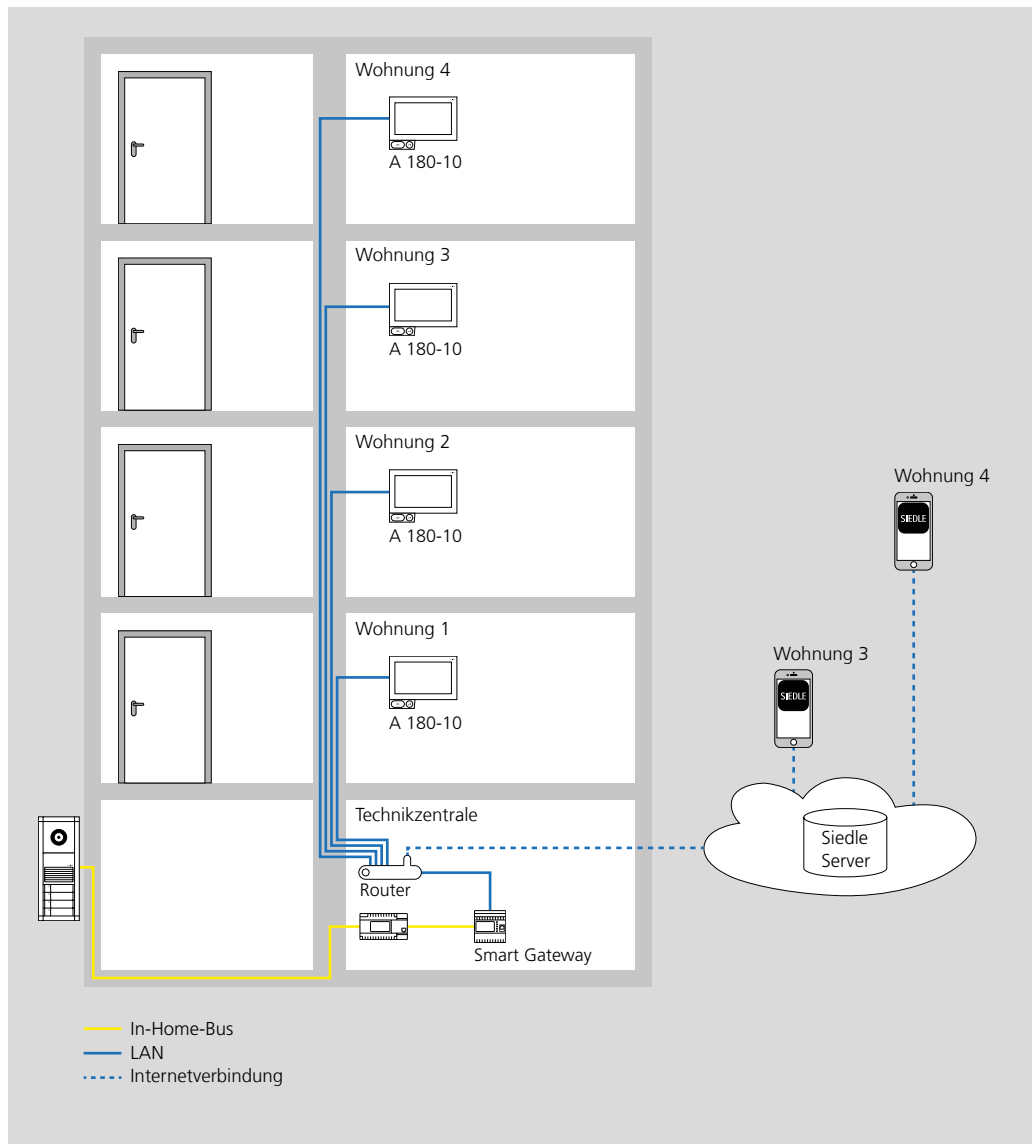 Wohnung 4
A 180-10
Wohnung 3
A 180-10
Wohnung 2
A 180-10
Wohnung 1
A 180-10
Technikzentrale
Router
Smart Gateway
Wohnung 4
SIEDLE
Wohnung 3
SIEDLE
Siedle
Server
In-Home-Bus
LAN
Internetverbindung